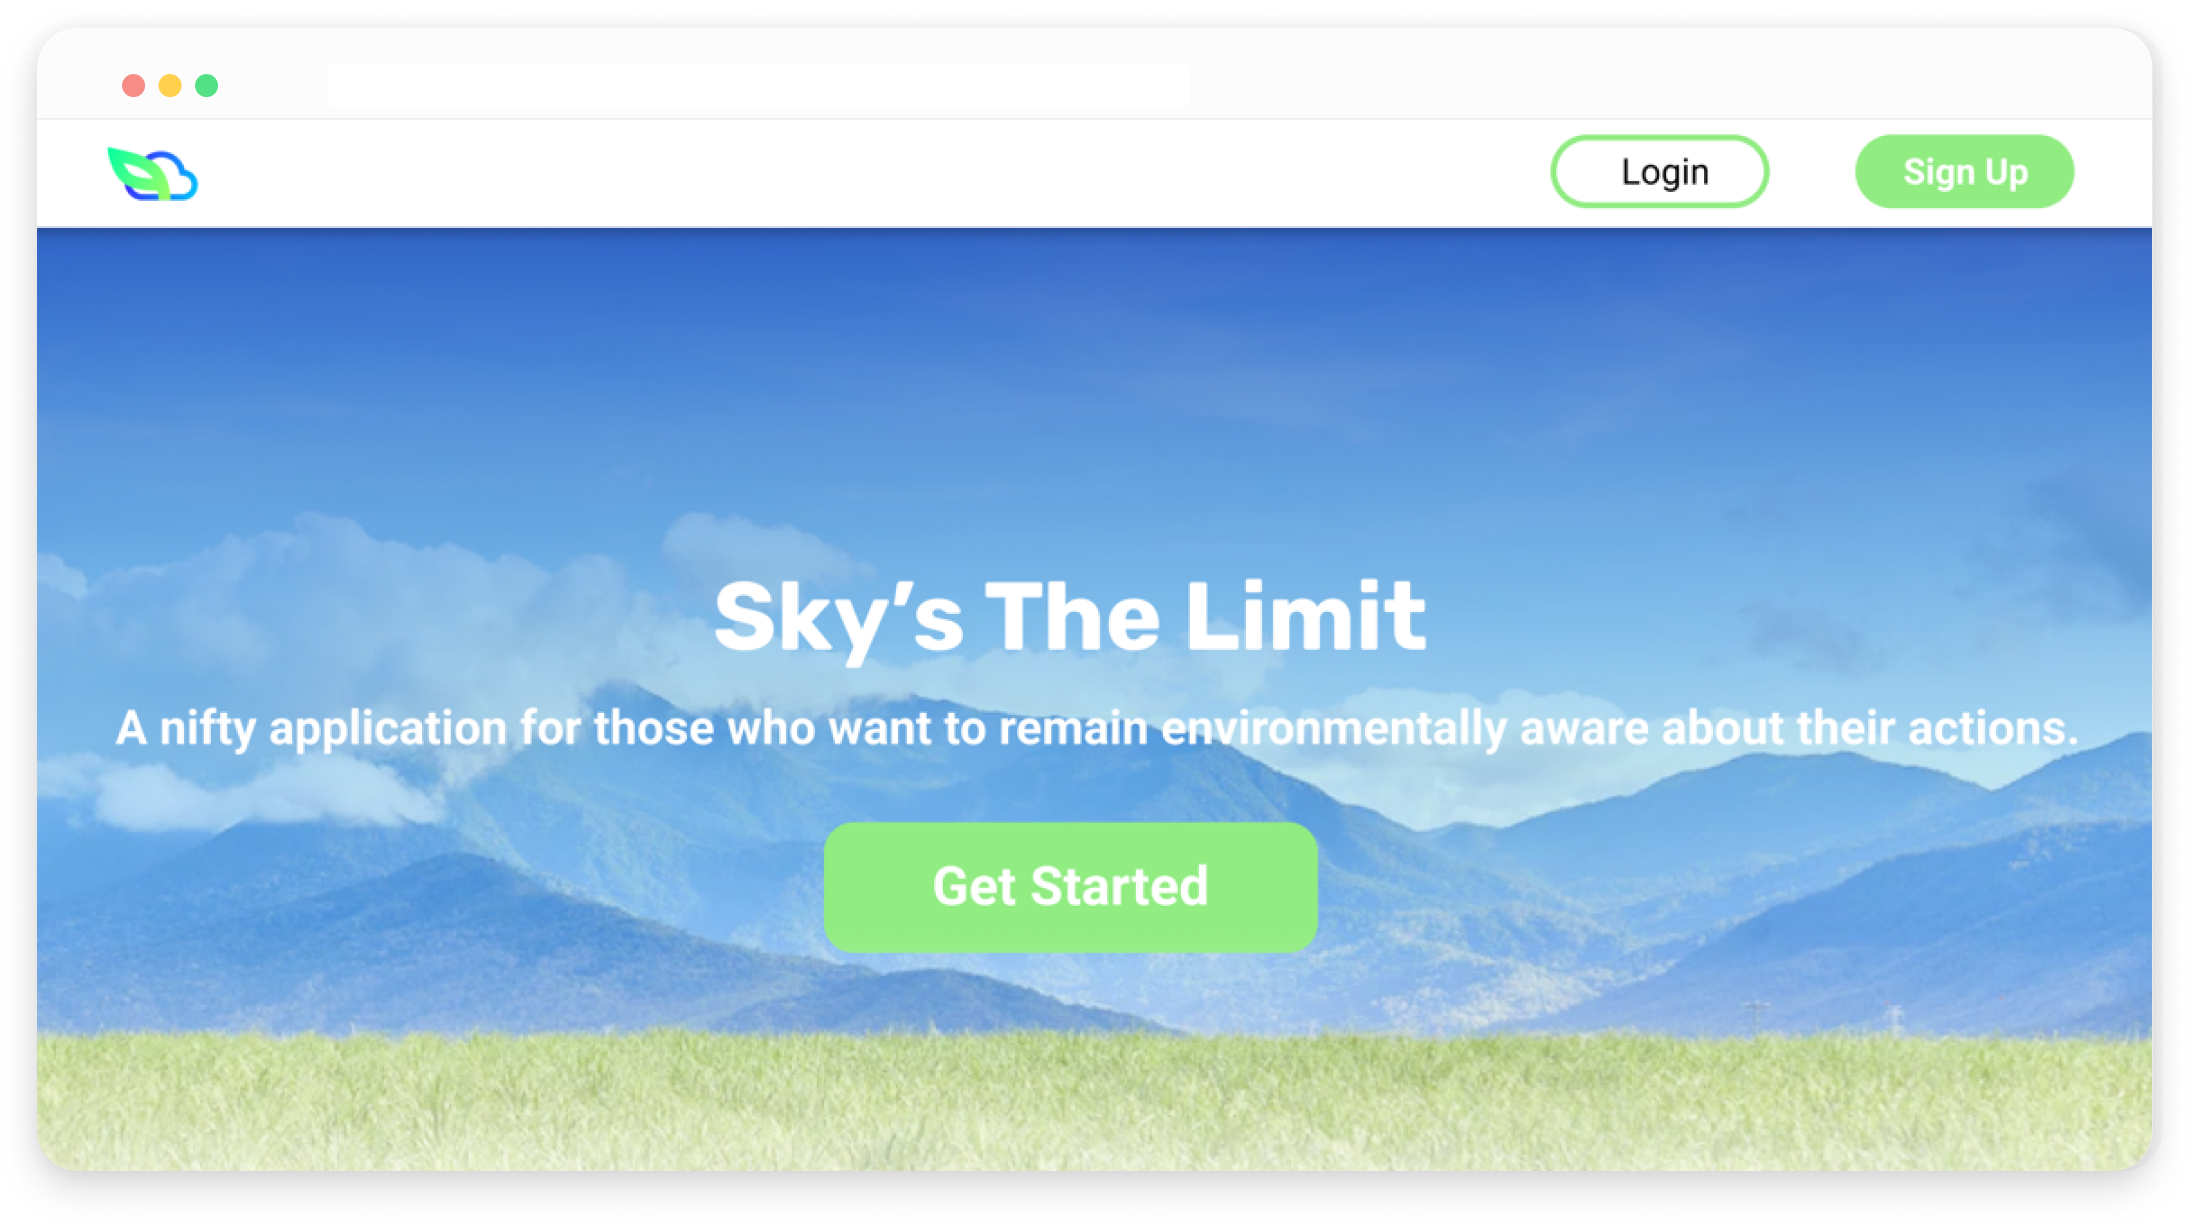 Login
Sign Up
Sky’s The Limit
A nifty application for those who want to remain environmentally aware about their actions.
Get Started